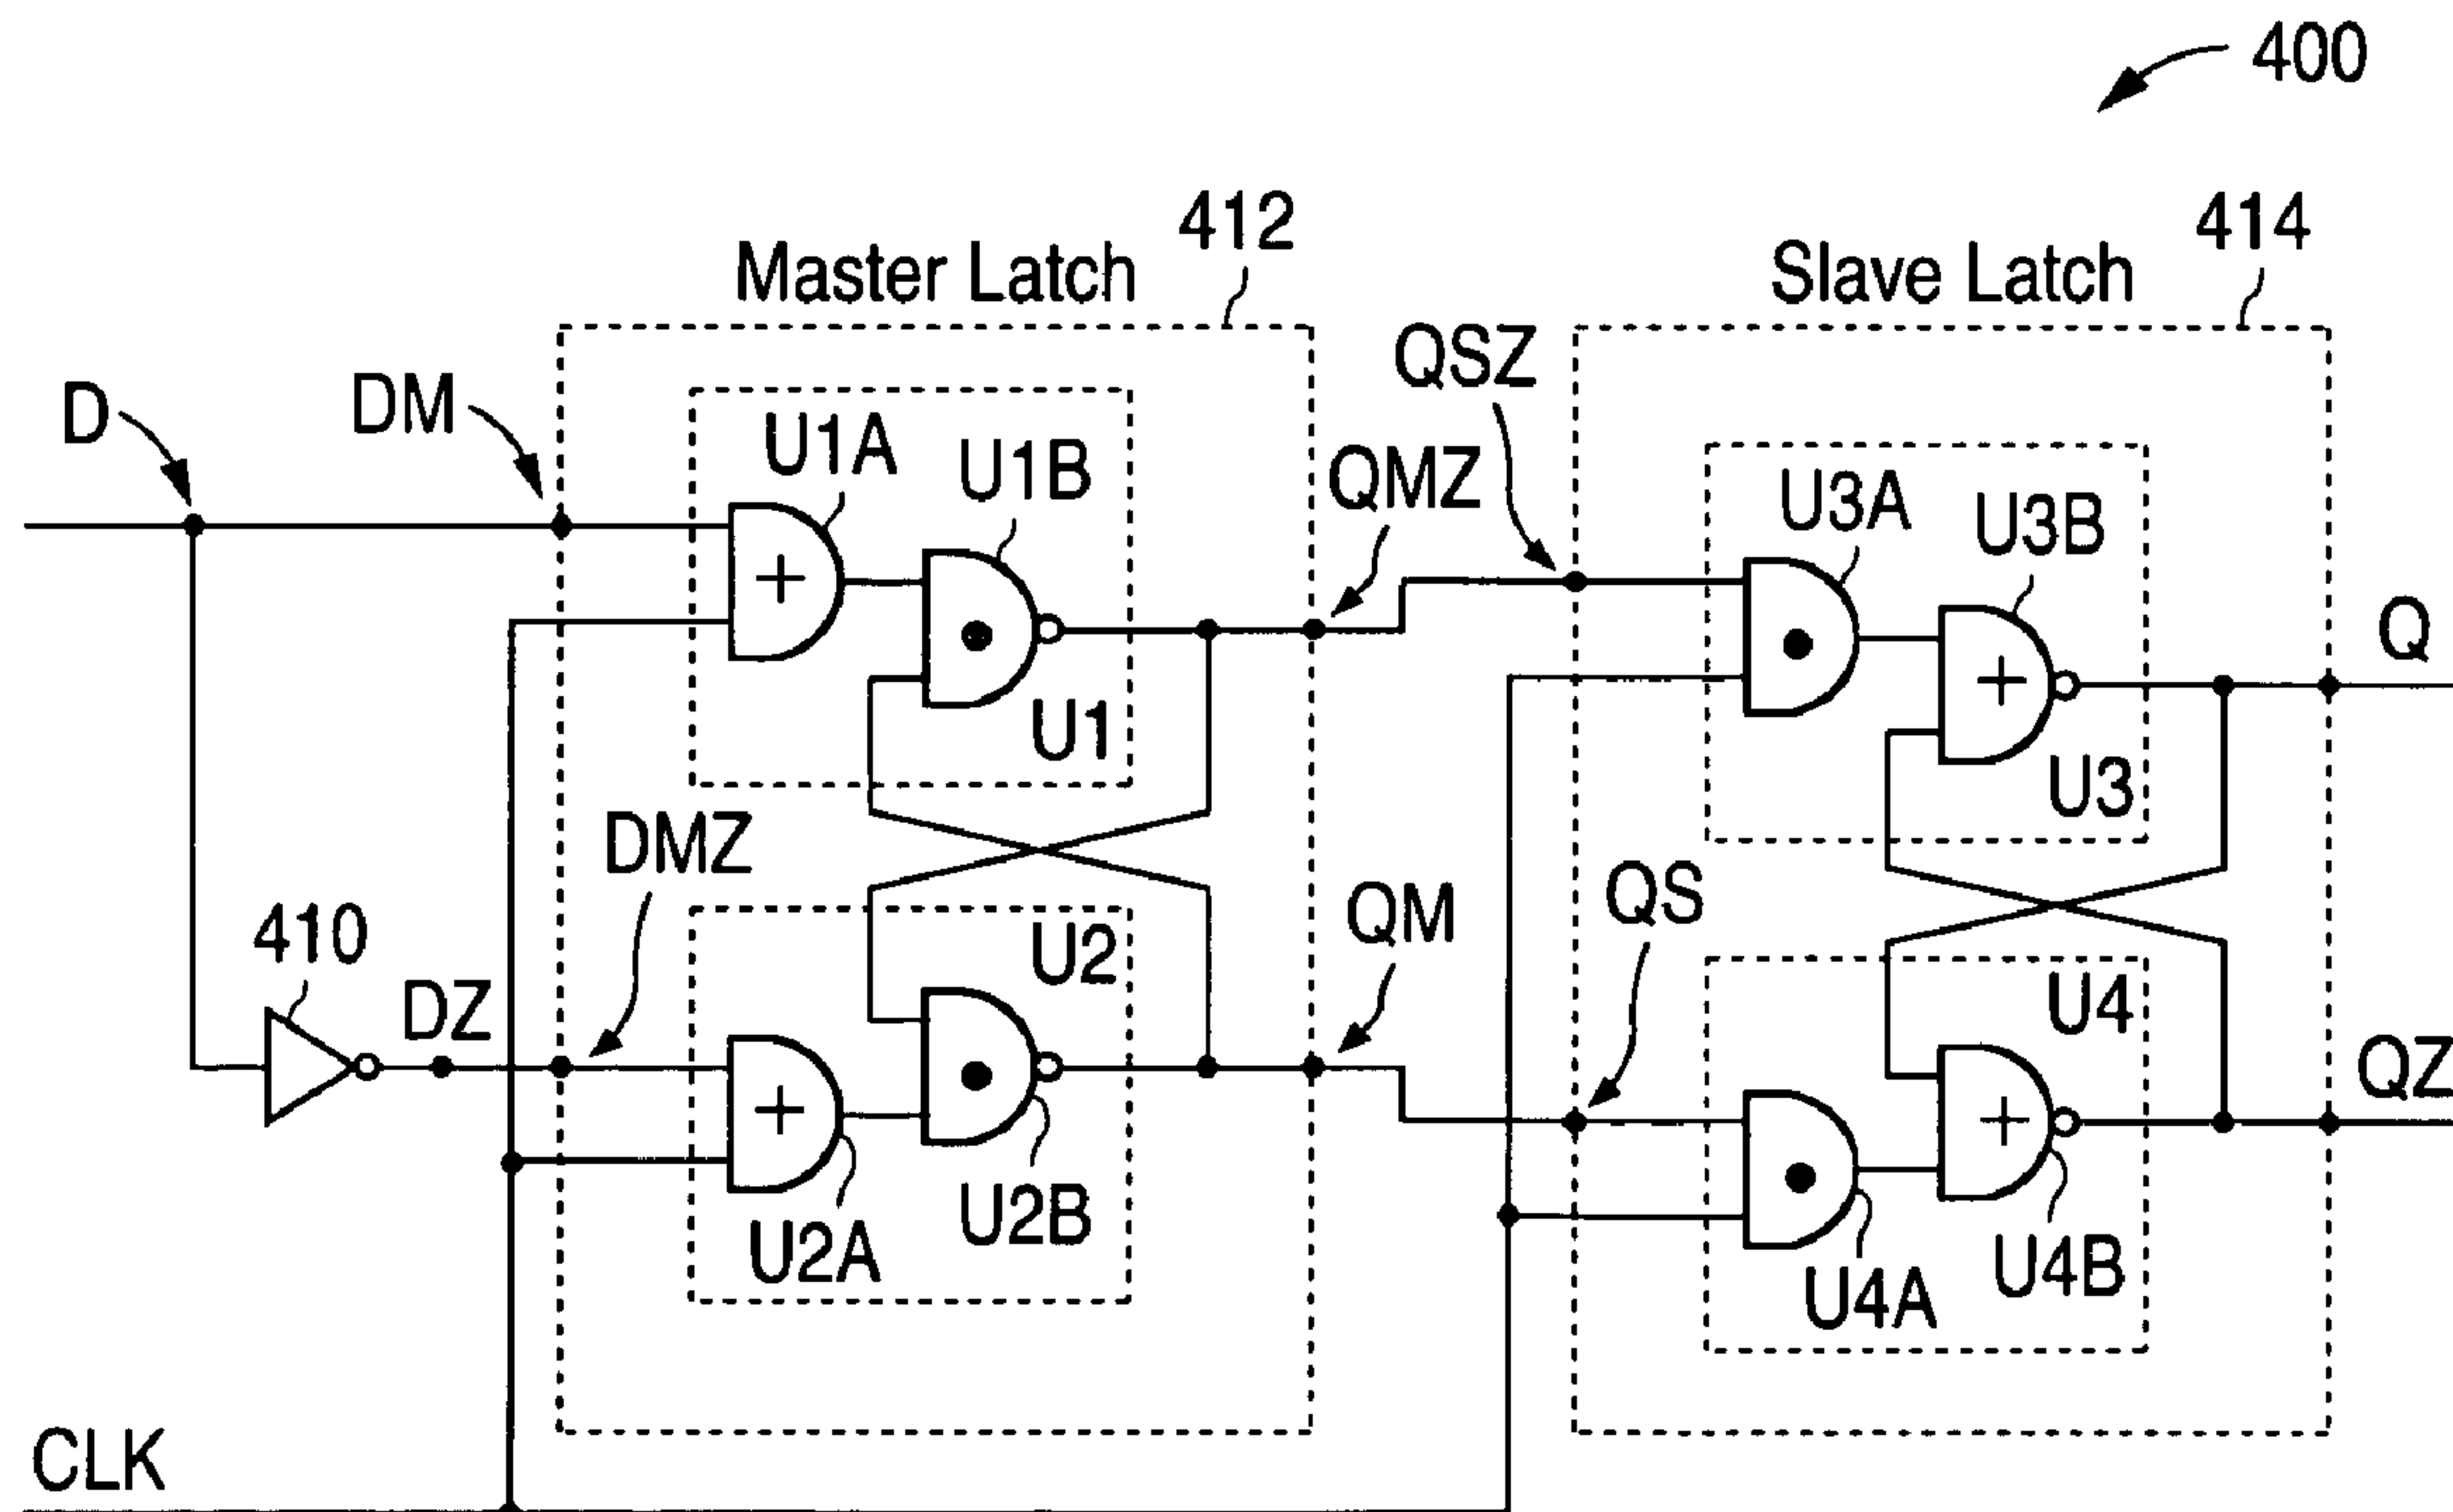 400
412
414
Master Latch
Slave Latch
QSZ
D
DM
U1A
U1B
QMZ
U3A
U3B
Q
U1
U3
DMZ
QM
QS
410
DZ
U2
U4
QZ
U2A
U2B
U4A
U4B
CLK